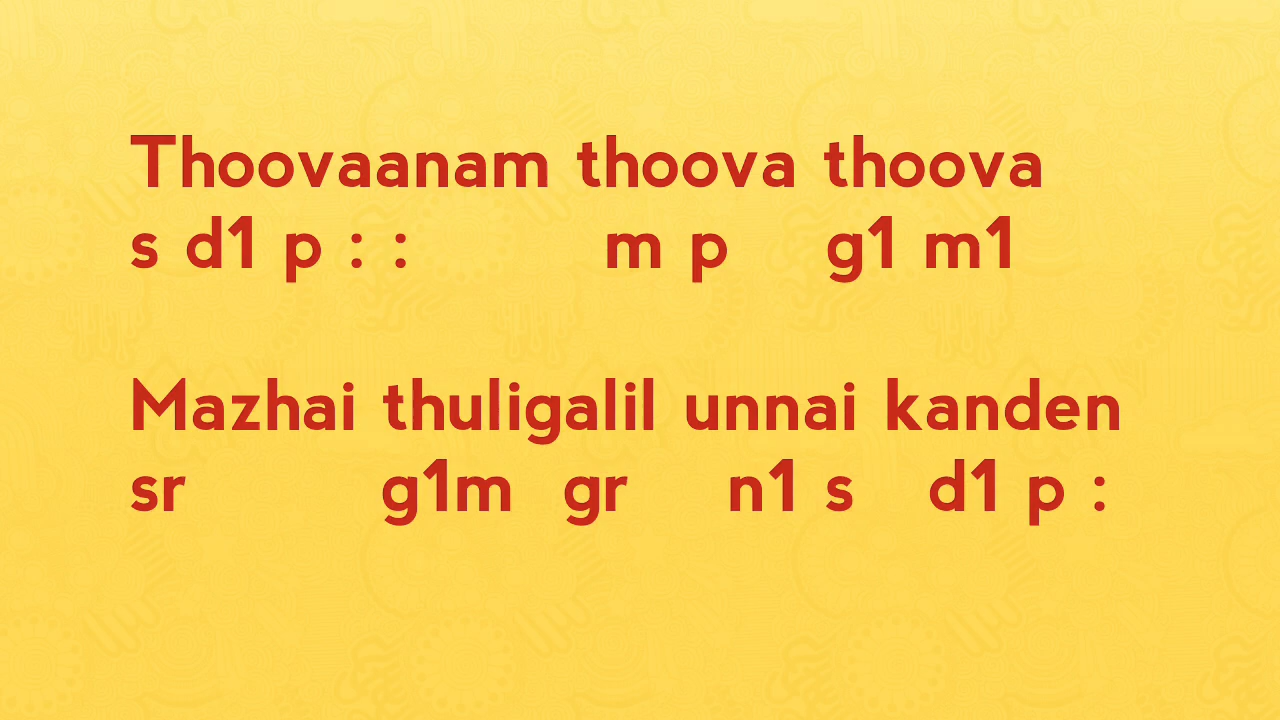 Thoovaanam thoova thoova
s d1 p : : m p g1 m1
Mazhai thuligalil unnai kanden
sr g1m gr n1 s d1 p :